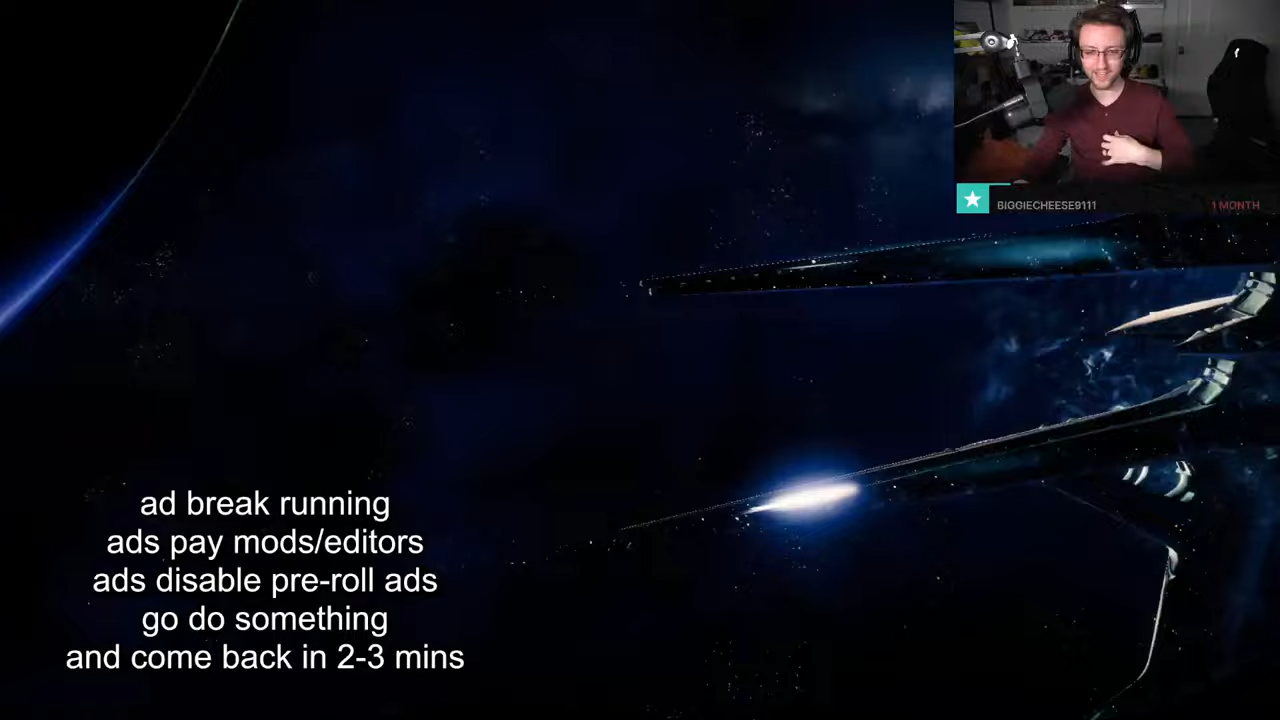 BIGGIECHEESE9111
1 MONTH
ad break running
ads pay mods/editors
ads disable pre-roll ads
go do something
and come back in 2-3 mins